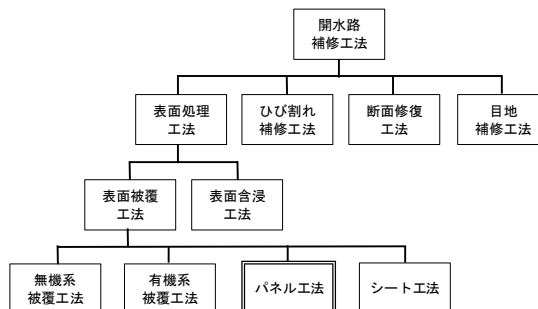 開水路
補修工法
表面処理
工法
ひび割れ
補修工法
断面修復
工法
目地
補修工法
表面被覆
工法
表面含浸
工法
無機系
被覆工法
有機系
被覆工法
パネル工法
シート工法